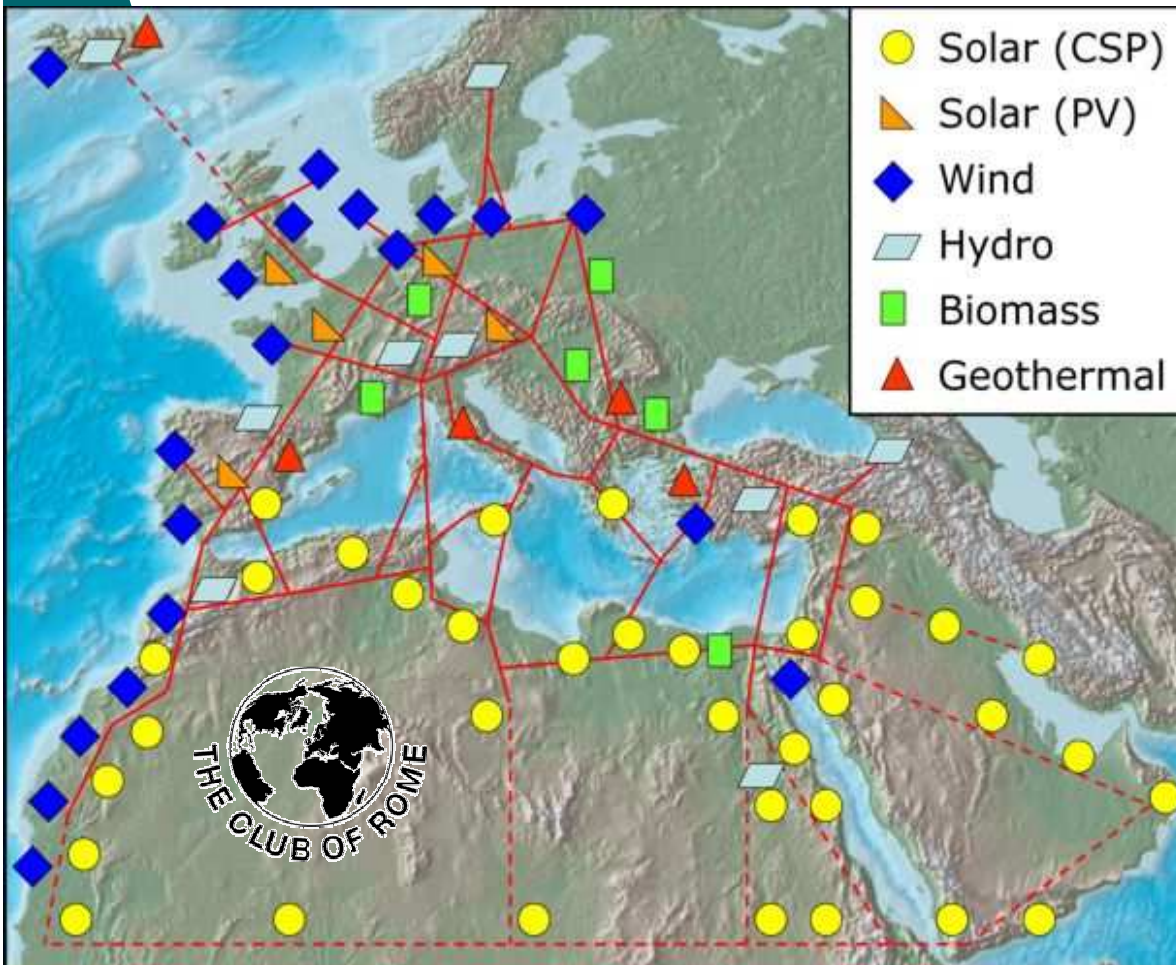 Solar (CSP)
Solar (PV)
Wind
Hydro
Biomass
Geothermal
THE CLUB OF ROME